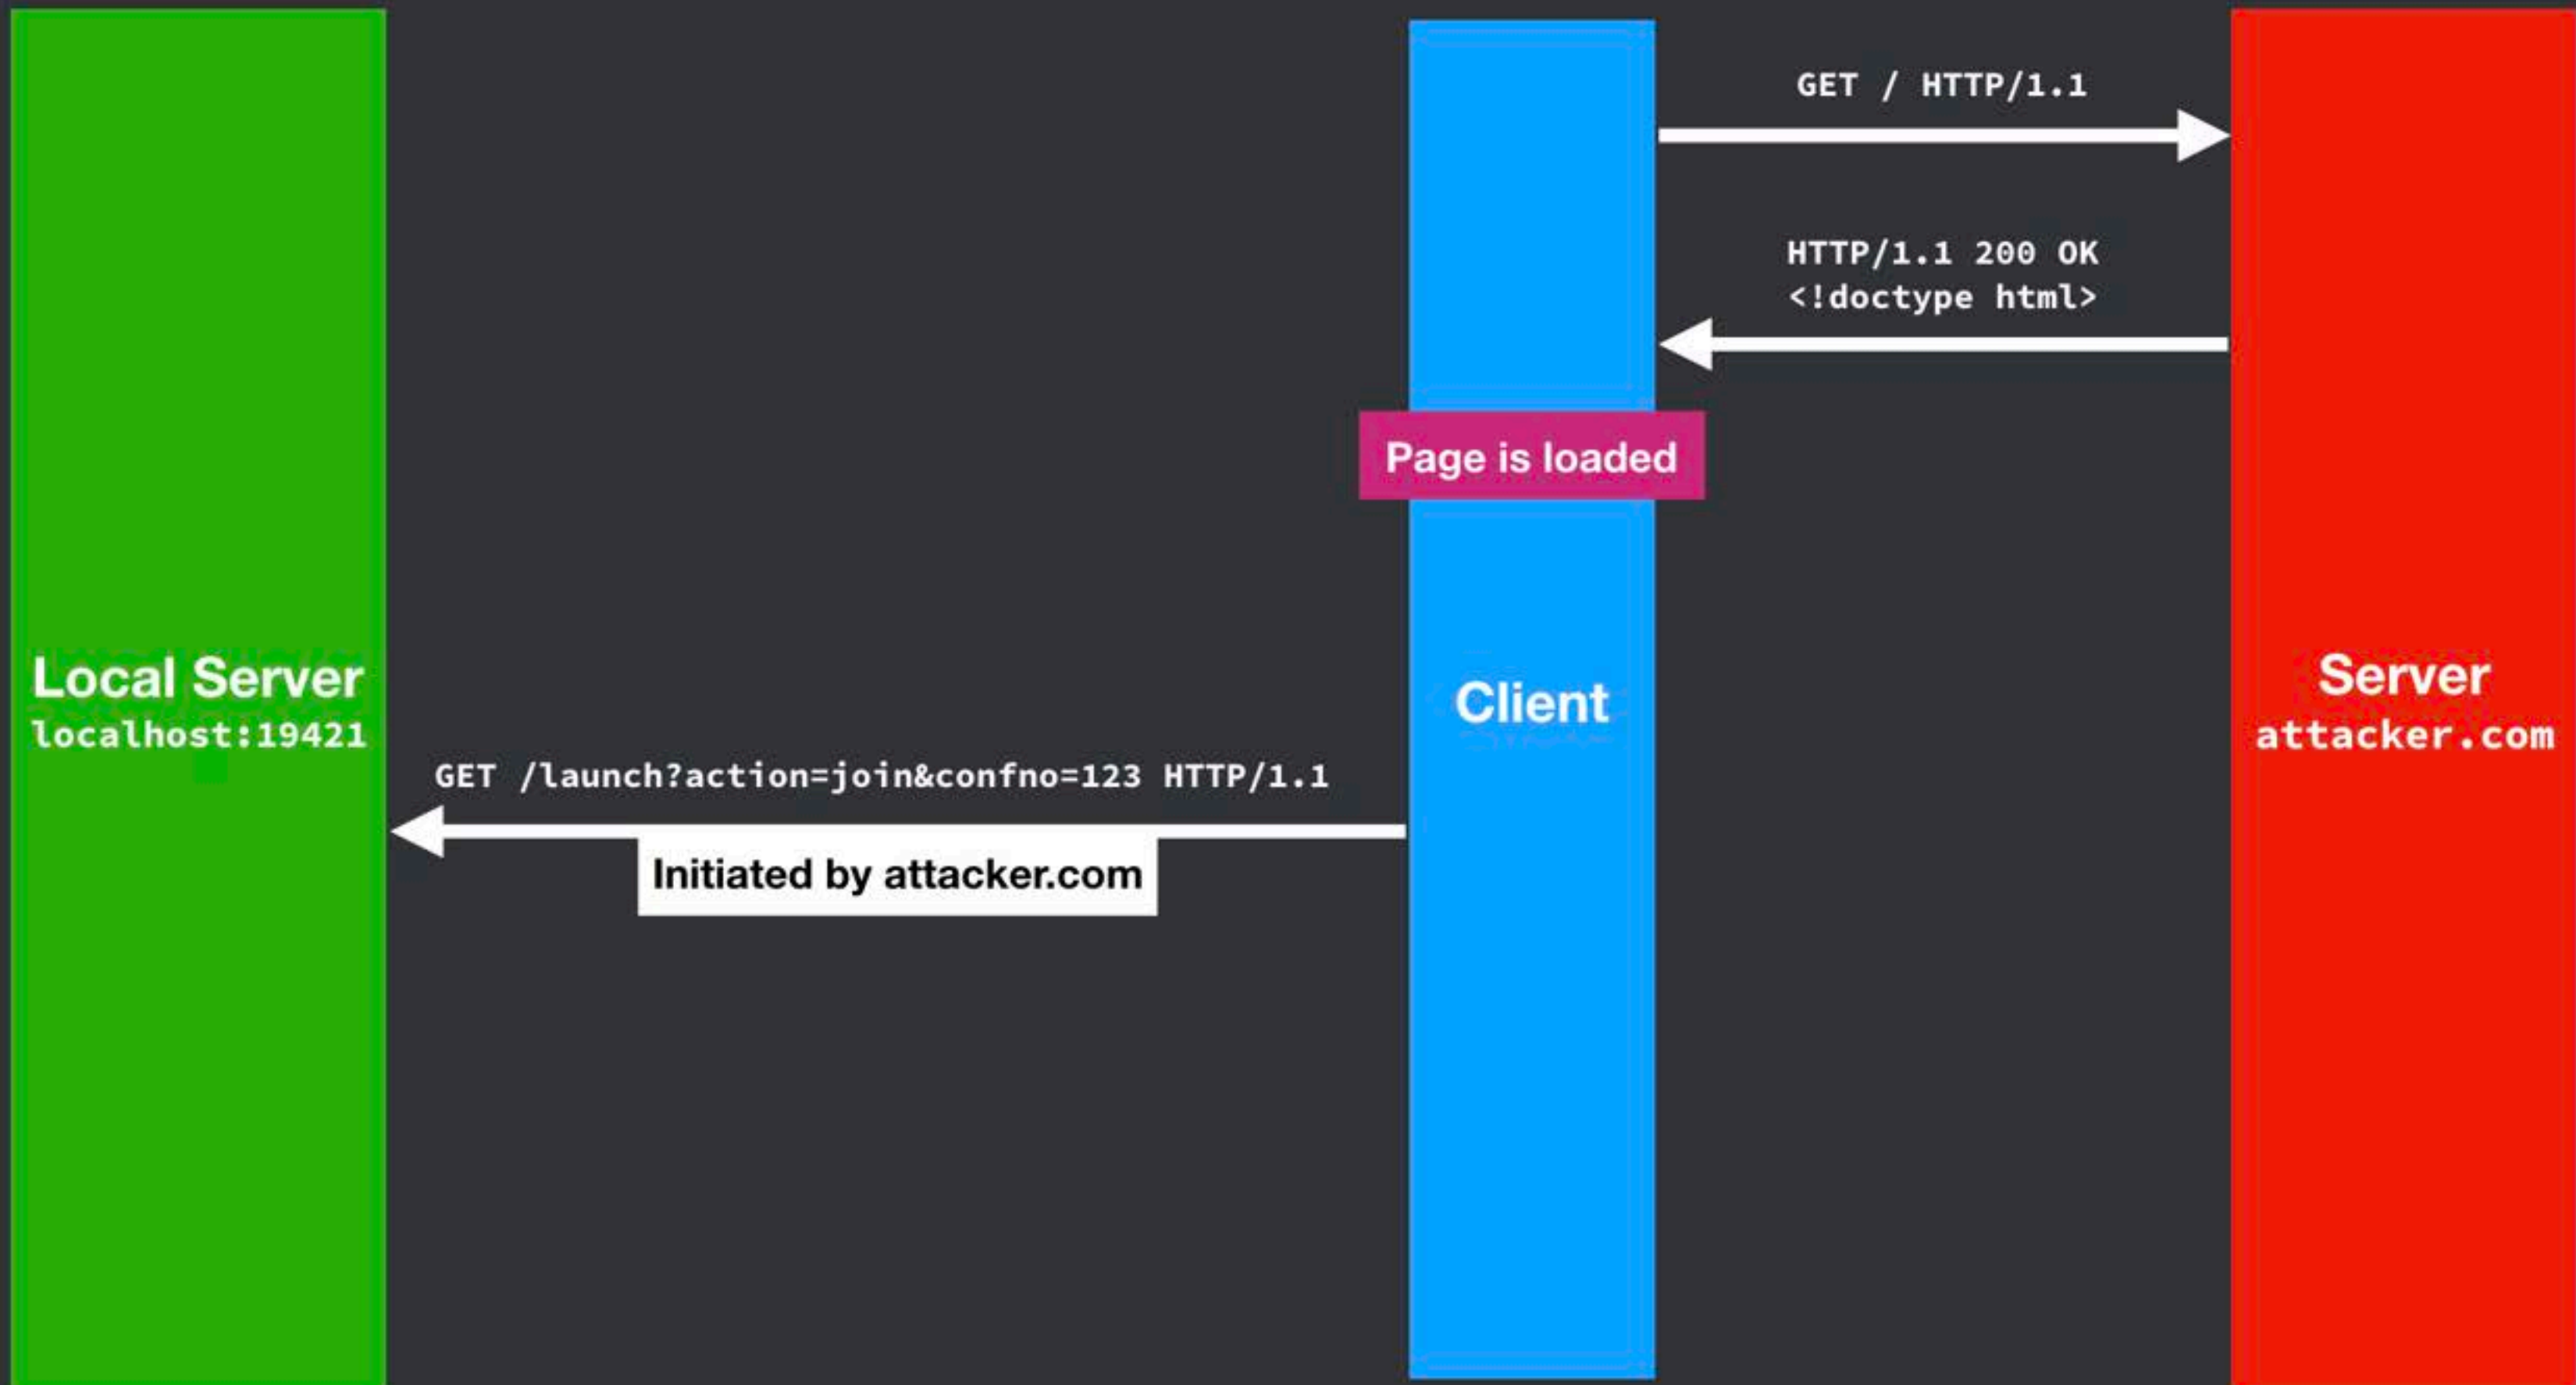 GET / HTTP/1.1
HTTP/1.1 200 OK
<!doctype html>
Page is loaded
Local Server
localhost:19421
Client
Server
attacker.com
GET /launch?action=join&confno=123 HTTP/1.1
Initiated by attacker.com